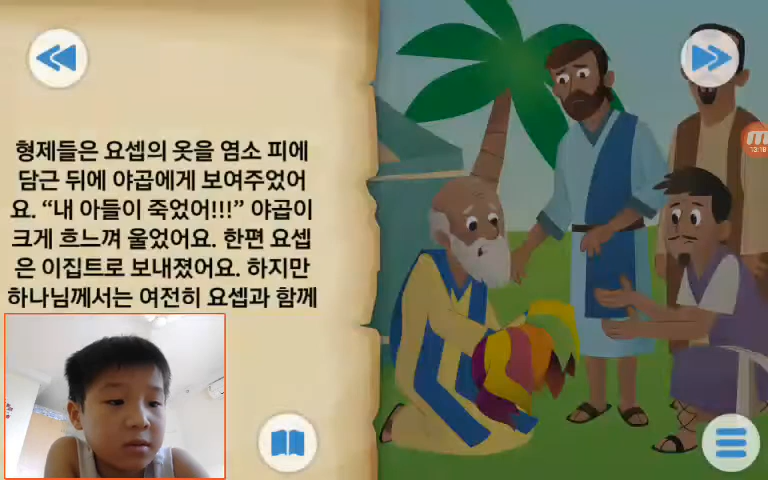 형제들은 요셉의 옷을 염소 피에
담근 뒤에 야곱에게 보여주었어
요. “내 아들이 죽었어!!!” 야곱이
크게 흐느껴 울었어요. 한편 요셉
은 이집트로 보내졌어요. 하지만
하나님께서는 여전히 요셉과 함께
13:18